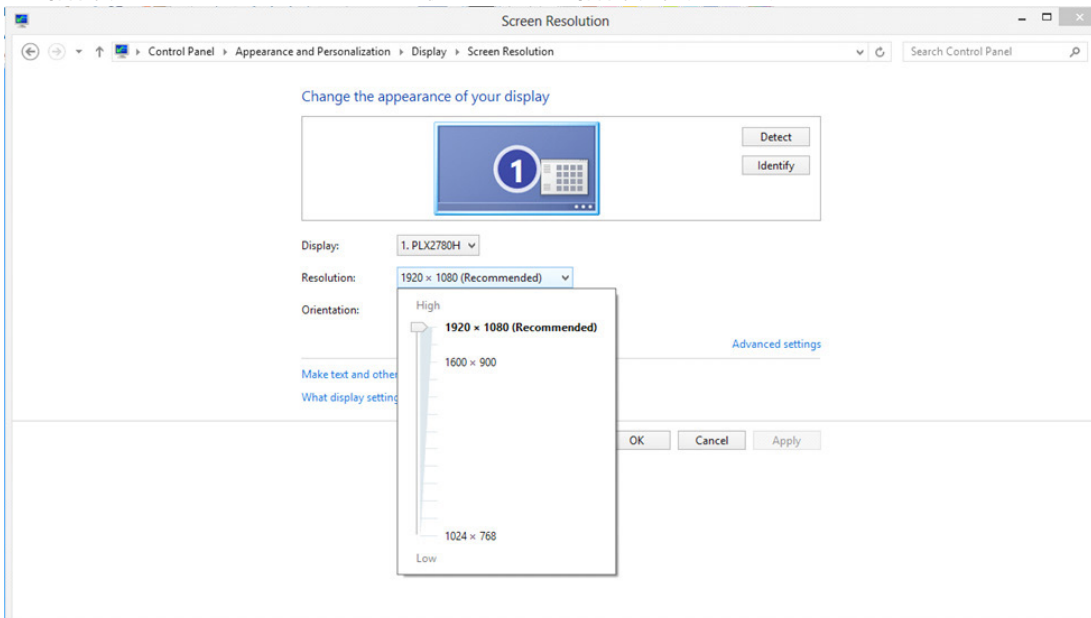 Screen Resolution
Control Panel Appearance and Personalization Display Screen Resolution
Search Control Panel
Change the appearance of your display
1
Detect
Identify
Display: 1. PLX2780H
Resolution: 1920 × 1080 (Recommended)
Orientation:
High
1920 × 1080 (Recommended)
1600 × 900
1024 × 768
Low
Advanced settings
Make text and other
What display setting
OK Cancel Apply